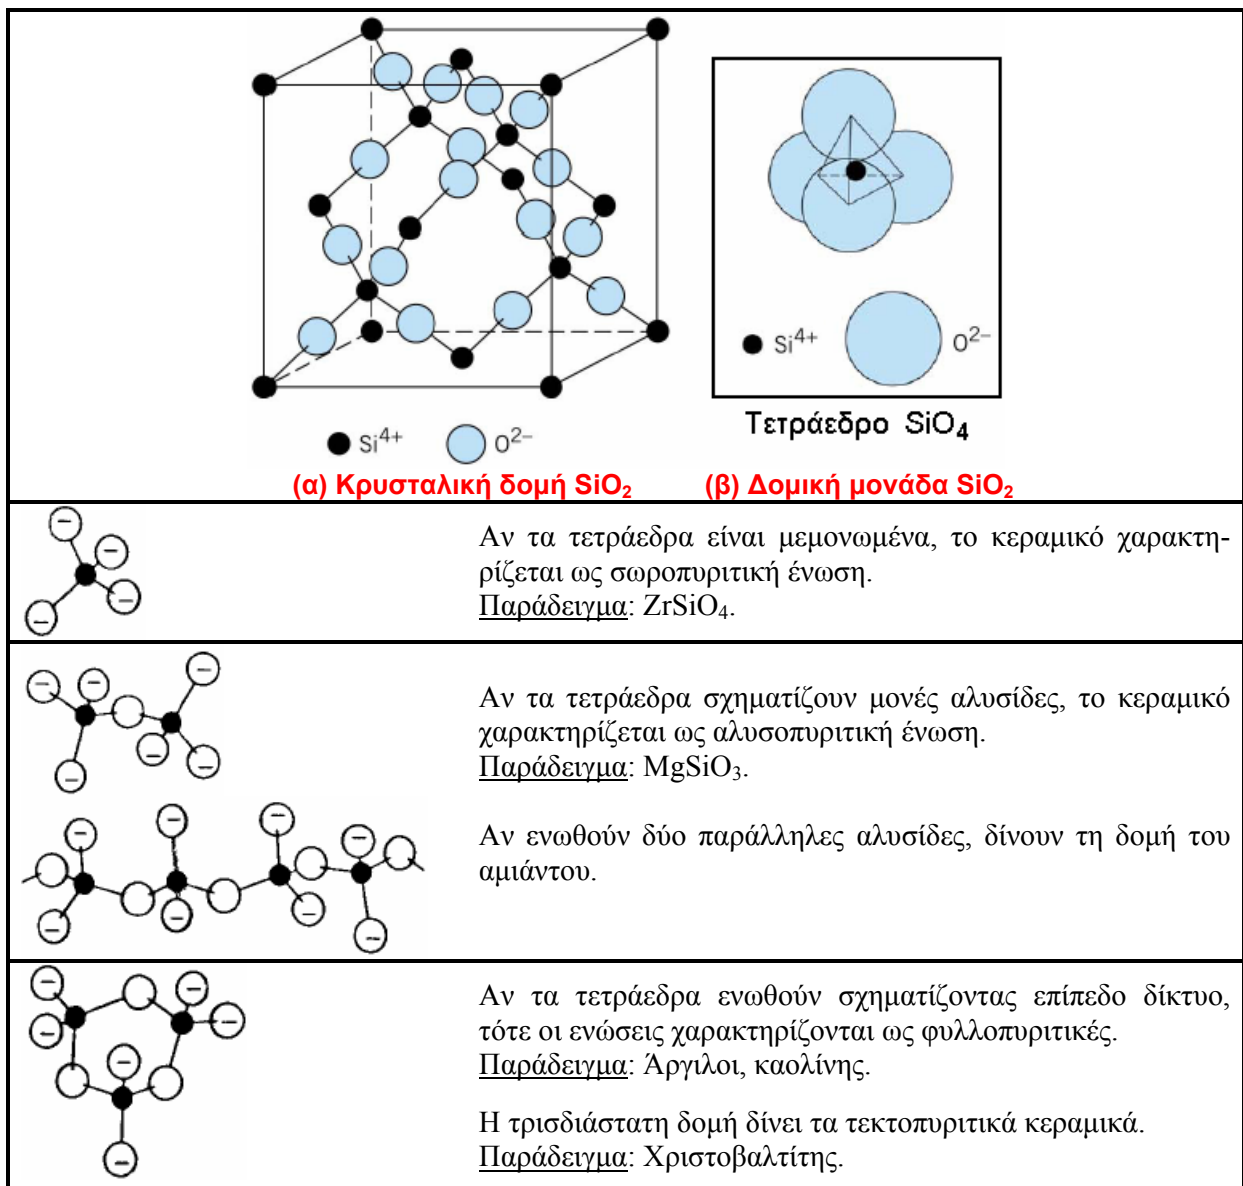 Si⁴⁺
O²⁻
Si⁴⁺ O²⁻
Τετράεδρο SiO₄
(α) Κρυσταλική δομή SiO₂ (β) Δομική μονάδα SiO₂
Αν τα τετράεδρα είναι μεμονωμένα, το κεραμικό χαρακτη-
ρίζεται ως σωροπυριτική ένωση.
Παράδειγμα: ZrSiO₄.
Αν τα τετράεδρα σχηματίζουν μονές αλυσίδες, το κεραμικό
χαρακτηρίζεται ως αλυσοπυριτική ένωση.
Παράδειγμα: MgSiO₃.
Αν ενωθούν δύο παράλληλες αλυσίδες, δίνουν τη δομή του
αμιάντου.
Αν τα τετράεδρα ενωθούν σχηματίζοντας επίπεδο δίκτυο,
τότε οι ενώσεις χαρακτηρίζονται ως φυλλοπυριτικές.
Παράδειγμα: Άργιλοι, καολίνης.
Η τρισδιάστατη δομή δίνει τα τεκτοπυριτικά κεραμικά.
Παράδειγμα: Χριστοβαλτίτης.